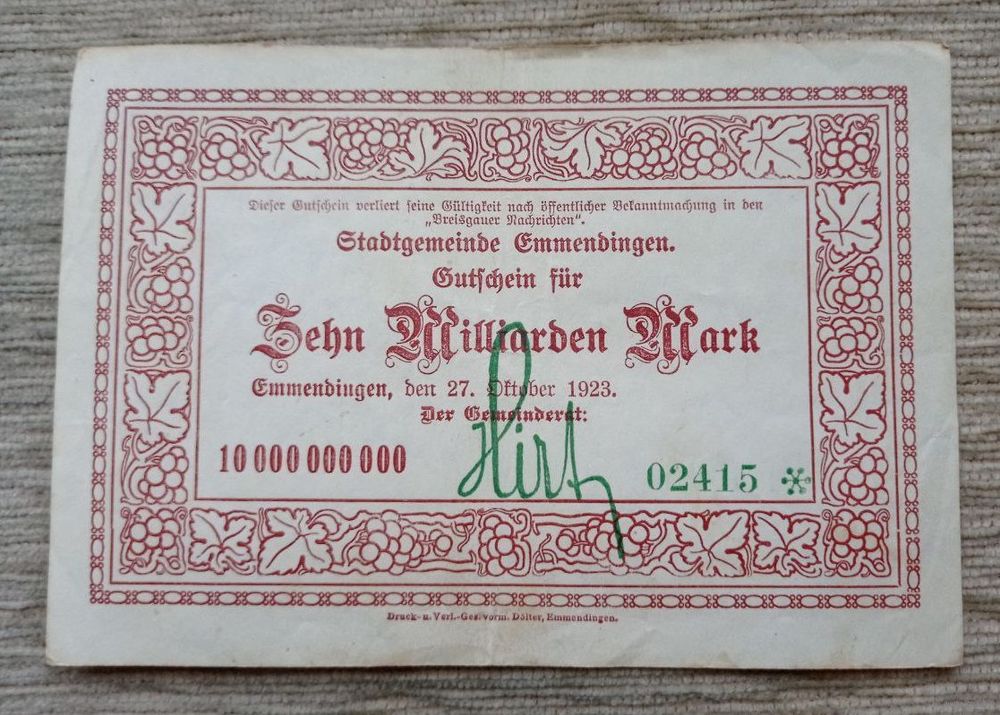 Dieser Gutschein verliert seine Gültigkeit nach öffentlicher Bekanntmachung in den
„Breisgauer Nachrichten“.
Stadtgemeinde Emmendingen.
Gutschein für
Zehn Milliarden Mark
Emmendingen, den 27. Oktober 1923.
Der Gemeinderat:
10 000 000 000
Hirt
02415
Druck- u. Verl.-Ges. vorm. Dölter, Emmendingen.